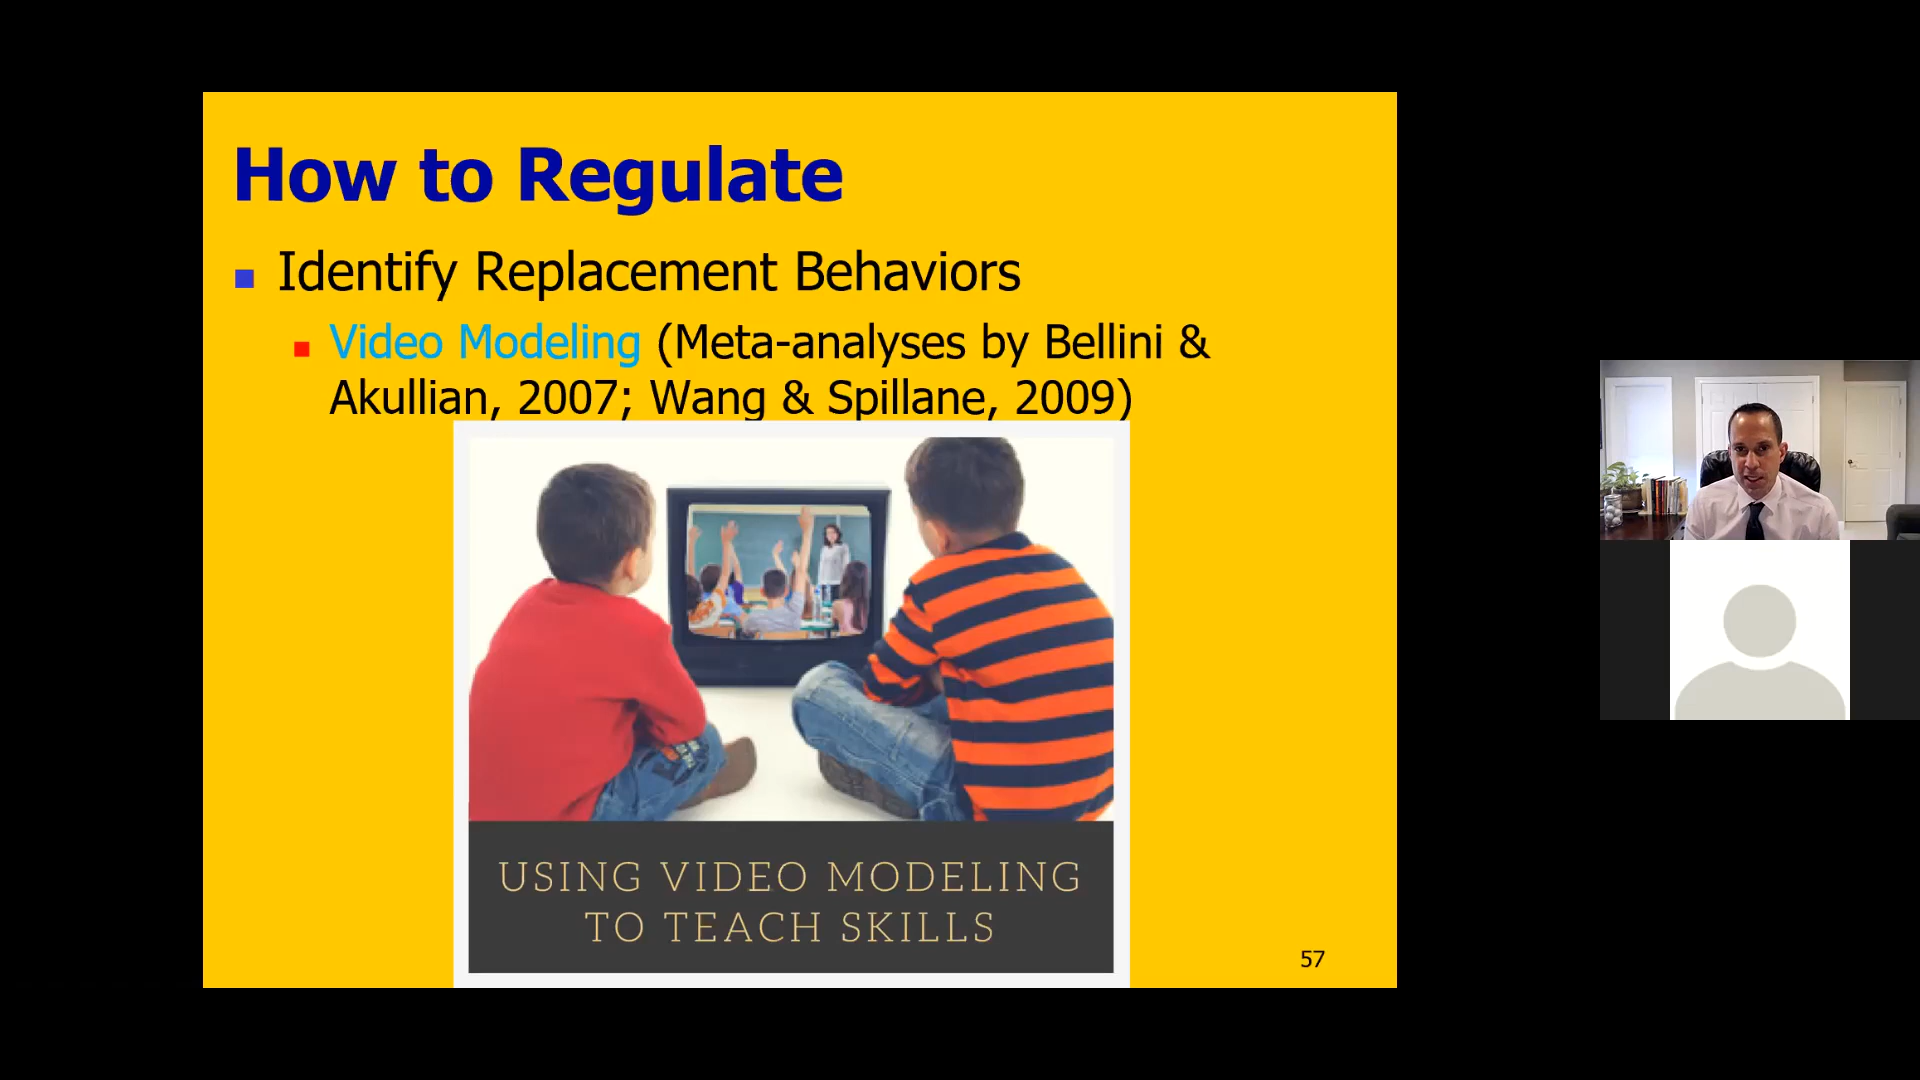 How to Regulate
Identify Replacement Behaviors
Video Modeling (Meta-analyses by Bellini &
Akullian, 2007; Wang & Spillane, 2009)
USING VIDEO MODELING
TO TEACH SKILLS
57